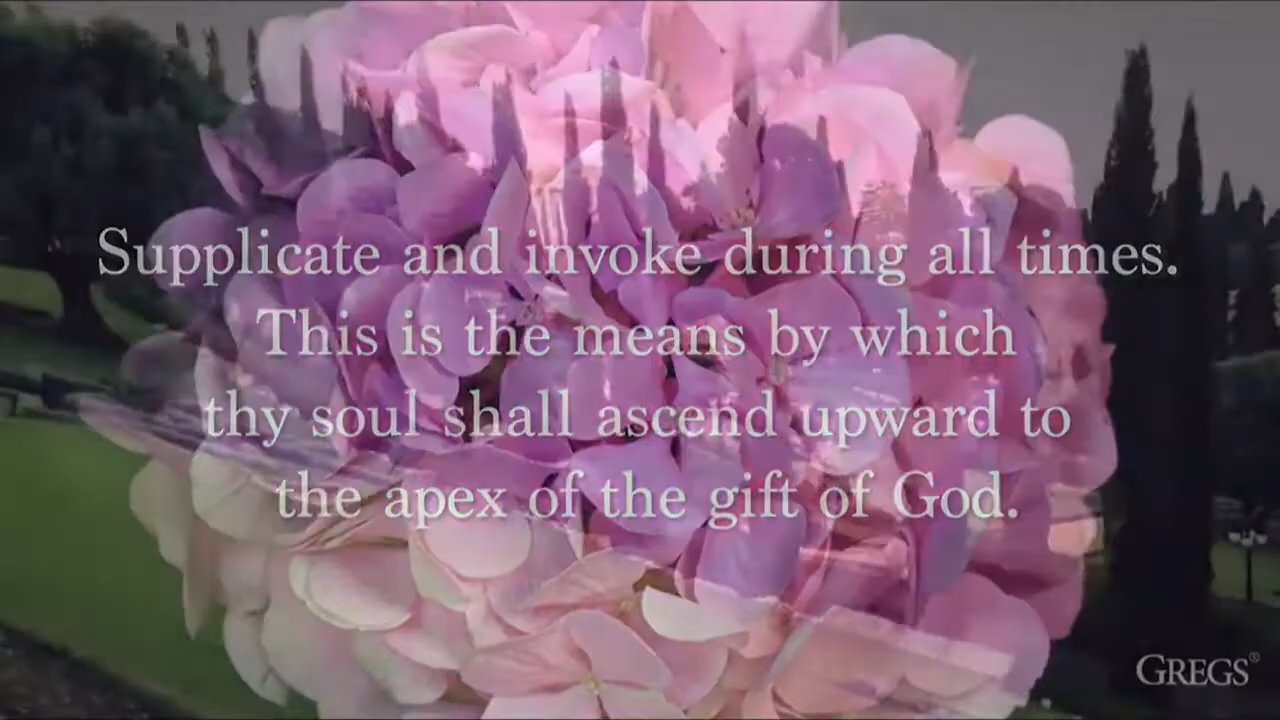 Supplicate and invoke during all times.
This is the means by which
thy soul shall ascend upward to
the apex of the gift of God.
GREGS®